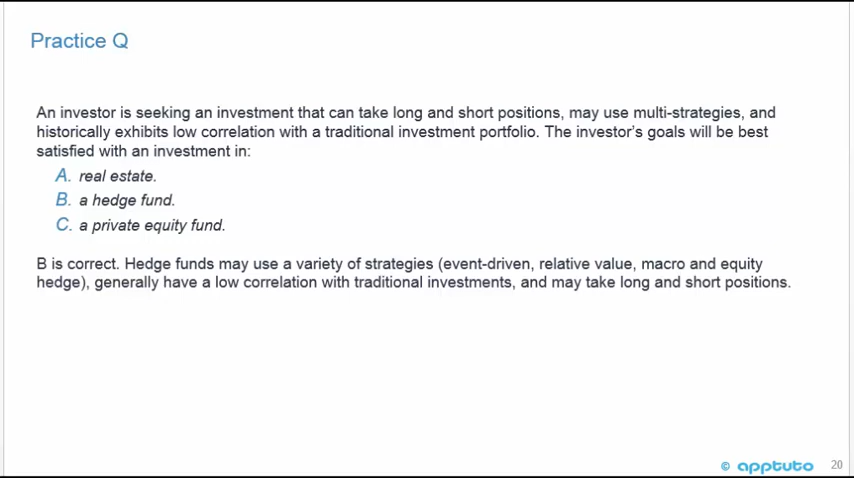 Practice Q
An investor is seeking an investment that can take long and short positions, may use multi-strategies, and
historically exhibits low correlation with a traditional investment portfolio. The investor's goals will be best
satisfied with an investment in:
A. real estate.
B. a hedge fund.
C. a private equity fund.
B is correct. Hedge funds may use a variety of strategies (event-driven, relative value, macro and equity
hedge), generally have a low correlation with traditional investments, and may take long and short positions.
© apptuto 20